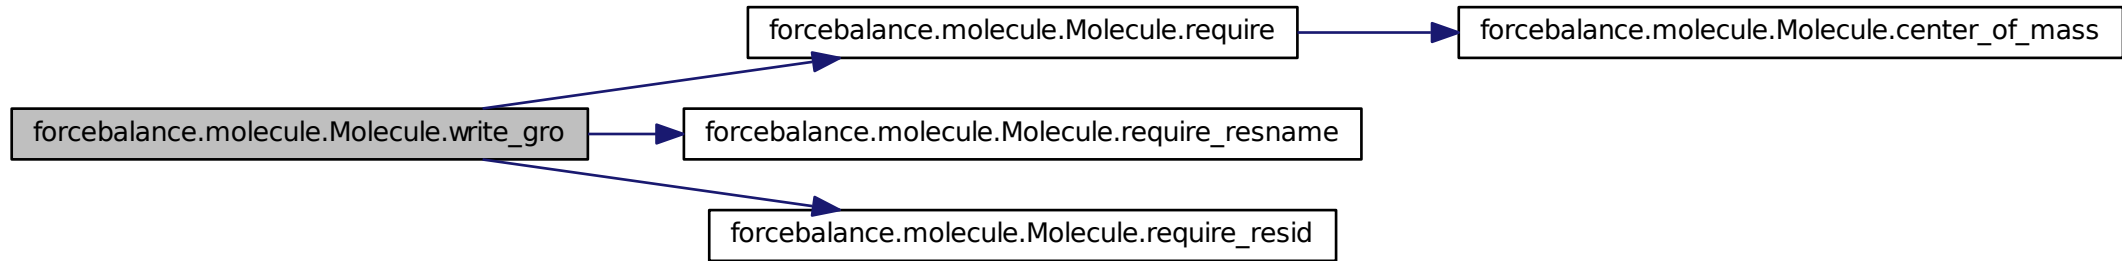 forcebalance.molecule.Molecule.require
forcebalance.molecule.Molecule.center_of_mass
forcebalance.molecule.Molecule.write_gro
forcebalance.molecule.Molecule.require_resname
forcebalance.molecule.Molecule.require_resid